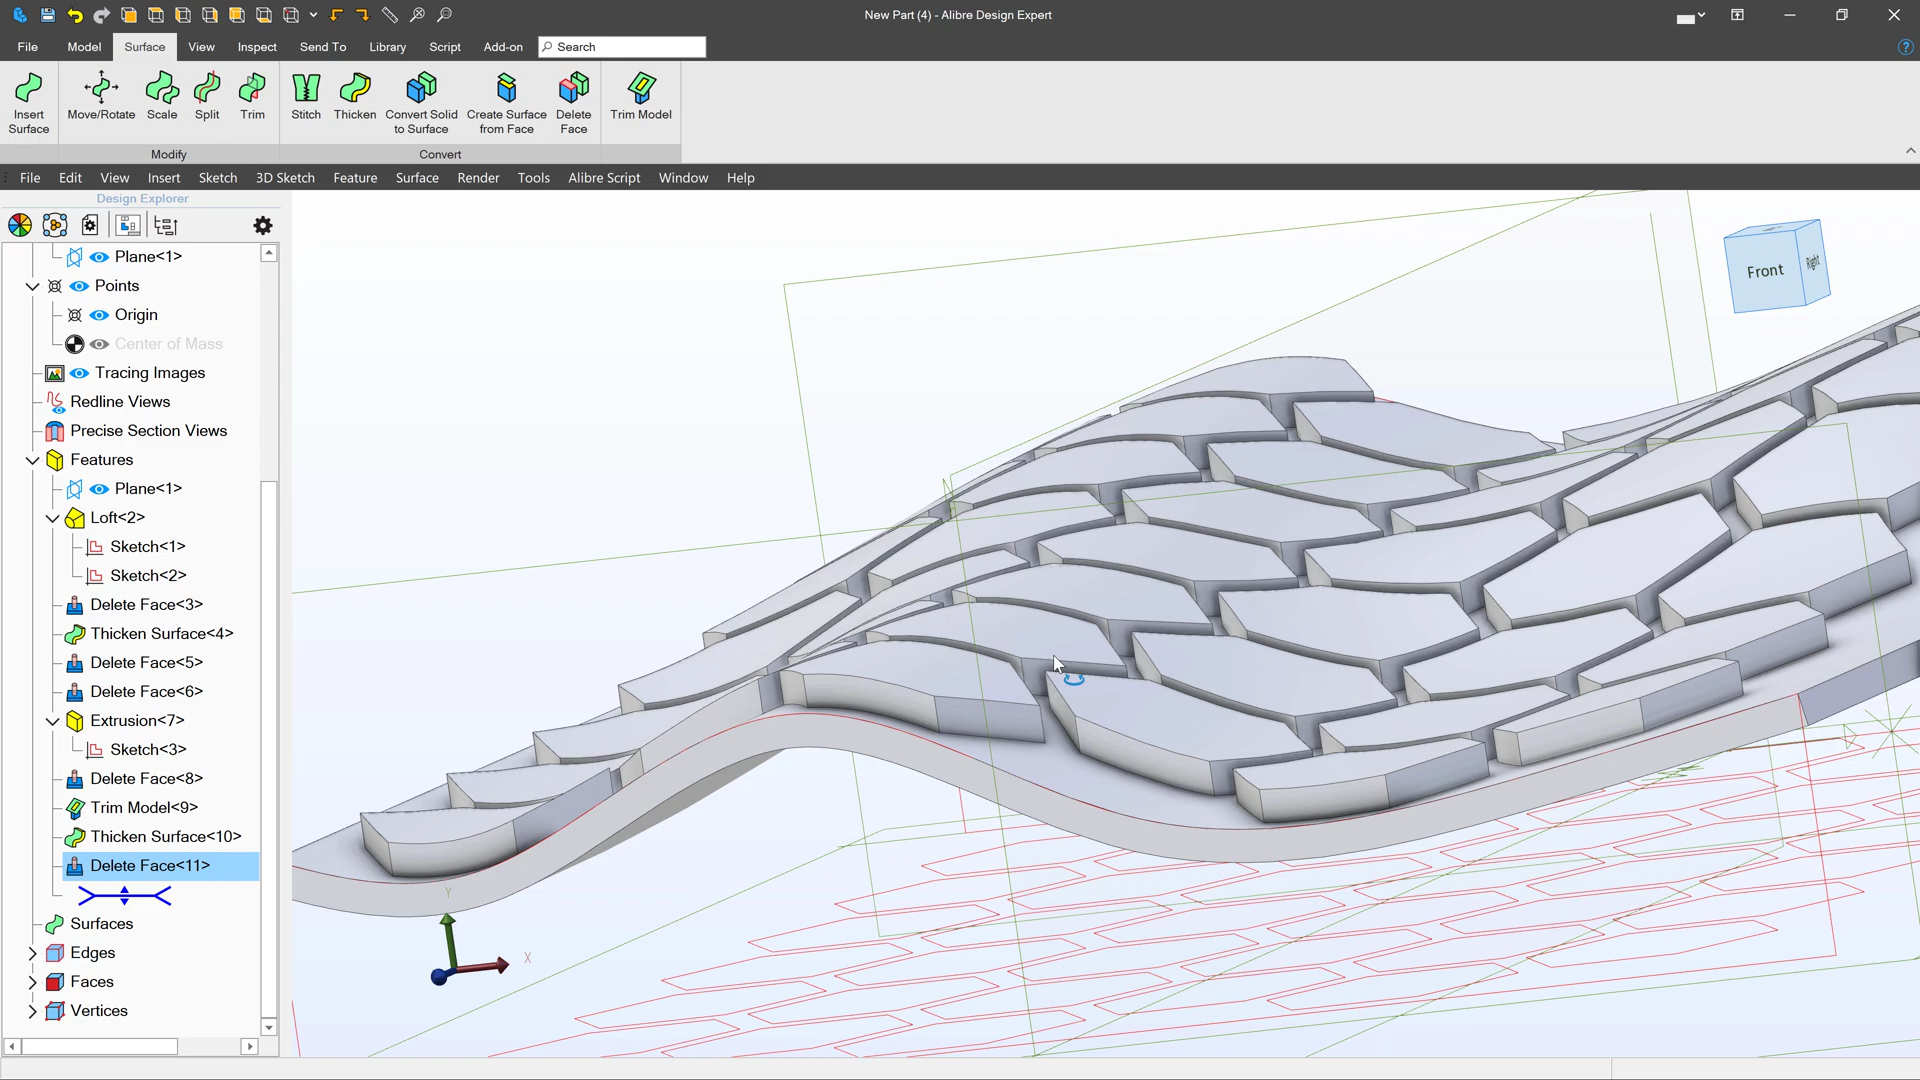 New Part (4) - Alibre Design Expert
File Model Surface View Inspect Send To Library Script Add-on Search
Insert Surface
Move/Rotate Scale Split Trim
Stitch Thicken Convert Solid to Surface Create Surface from Face Delete Face
Trim Model
Modify
Convert
File Edit View Insert Sketch 3D Sketch Feature Surface Render Tools Alibre Script Window Help
Design Explorer
Plane<1>
Points
Origin
Center of Mass
Tracing Images
Redline Views
Precise Section Views
Features
Plane<1>
Loft<2>
Sketch<1>
Sketch<2>
Delete Face<3>
Thicken Surface<4>
Delete Face<5>
Delete Face<6>
Extrusion<7>
Sketch<3>
Delete Face<8>
Trim Model<9>
Thicken Surface<10>
Delete Face<11>
Surfaces
Edges
Faces
Vertices
Front
Right
Y
X